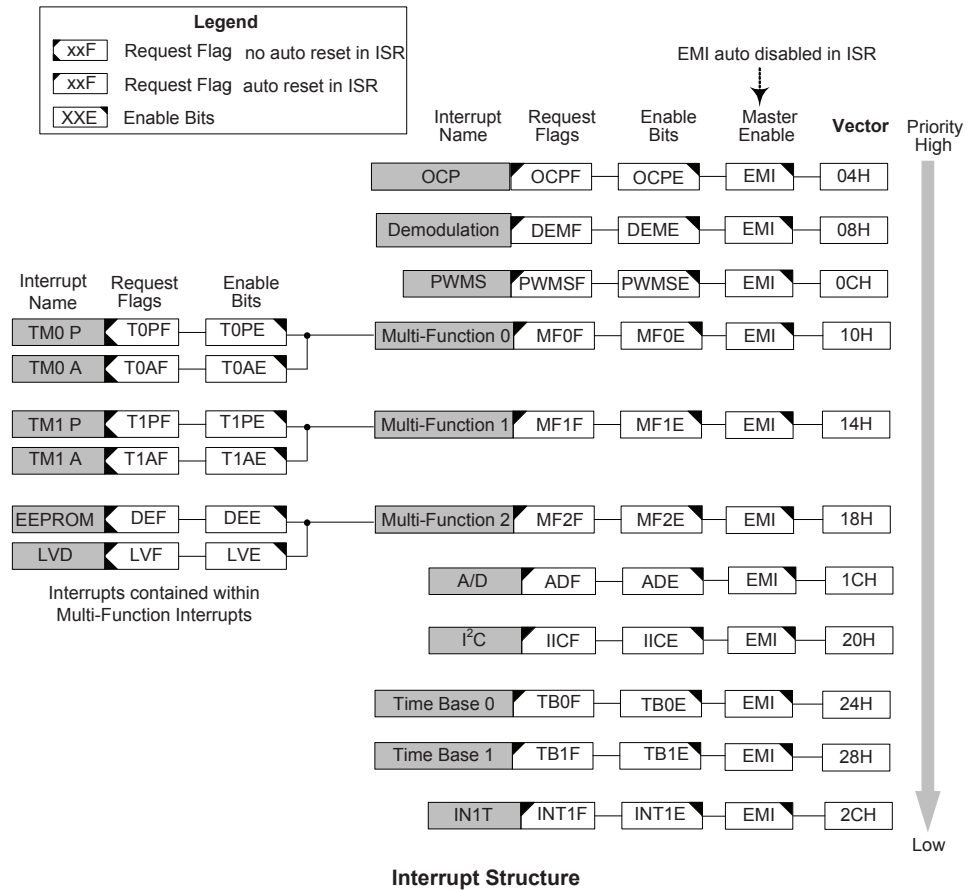 Legend
xxF Request Flag no auto reset in ISR
xxF Request Flag auto reset in ISR
XXE Enable Bits
EMI auto disabled in ISR
Interrupt Name Request Flags Enable Bits Master Enable Vector Priority High
OCP OCPF OCPE EMI 04H
Demodulation DEMF DEME EMI 08H
PWMS PWMSF PWMSE EMI 0CH
Interrupt Name Request Flags Enable Bits
TM0 P T0PF T0PE Multi-Function 0 MF0F MF0E EMI 10H
TM0 A T0AF T0AE
TM1 P T1PF T1PE Multi-Function 1 MF1F MF1E EMI 14H
TM1 A T1AF T1AE
EEPROM DEF DEE Multi-Function 2 MF2F MF2E EMI 18H
LVD LVF LVE
Interrupts contained within
Multi-Function Interrupts
A/D ADF ADE EMI 1CH
I²C IICF IICE EMI 20H
Time Base 0 TB0F TB0E EMI 24H
Time Base 1 TB1F TB1E EMI 28H
IN1T INT1F INT1E EMI 2CH
Low
Interrupt Structure